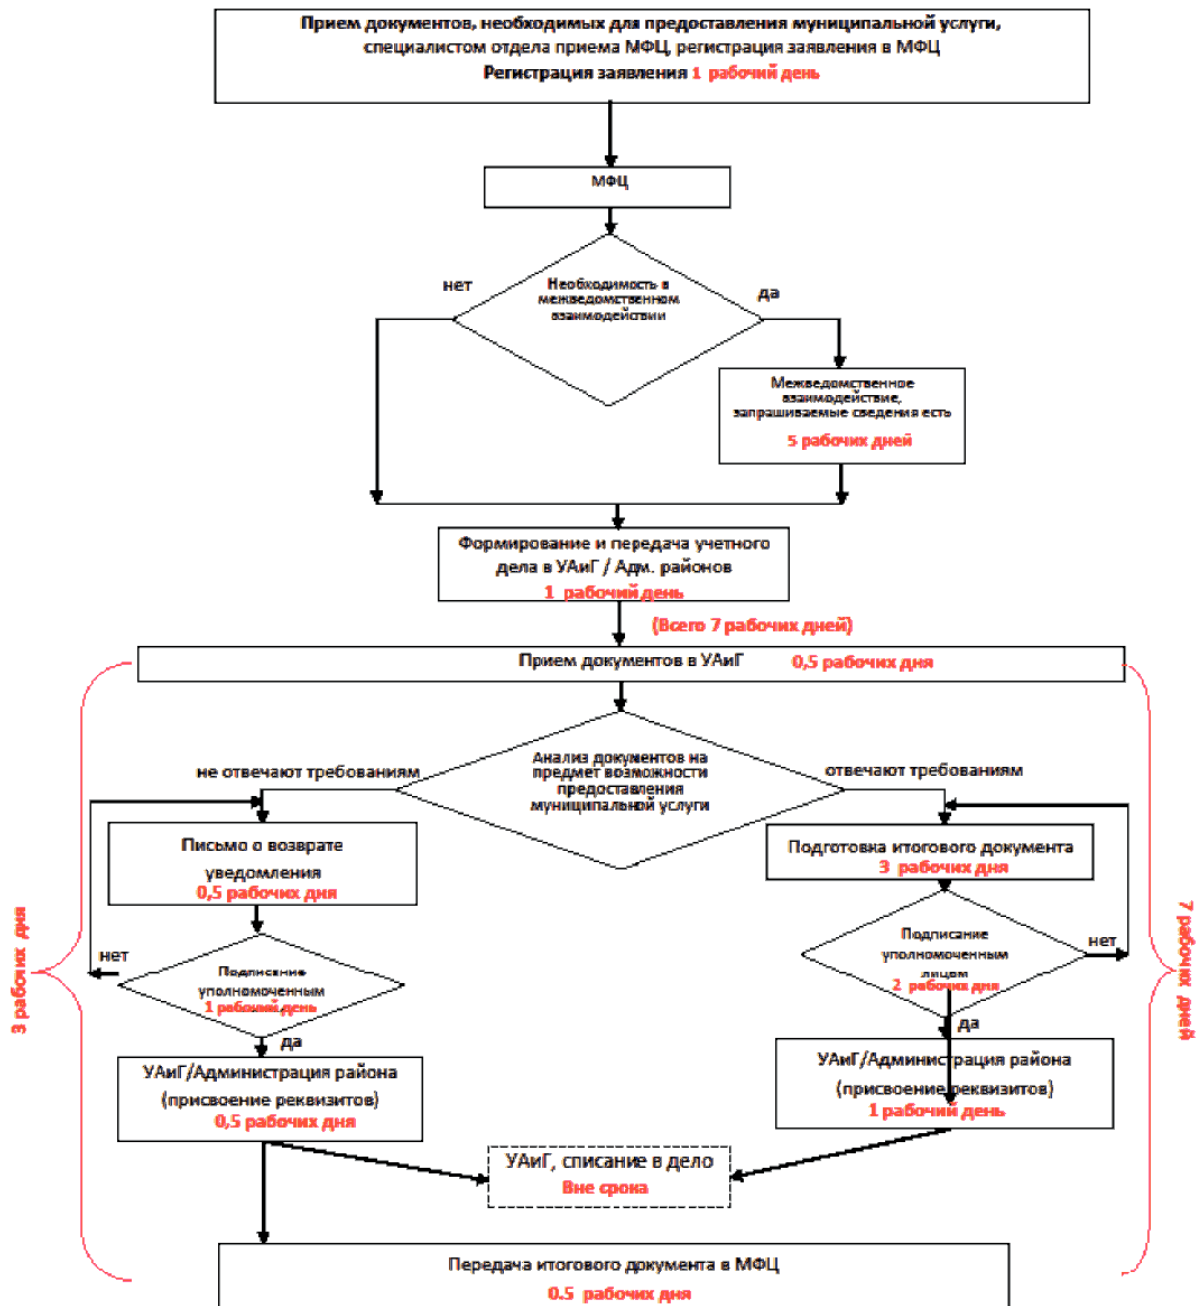 Прием документов, необходимых для предоставления муниципальной услуги,
специалистом отдела приема МФЦ, регистрация заявления в МФЦ
Регистрация заявления 1 рабочий день
МФЦ
нет
Необходимость в
межведомственном
взаимодействии
да
Межведомственное
взаимодействие,
запрашиваемые сведения есть
5 рабочих дней
Формирование и передача учетного
дела в УАиГ / Адм. районов
1 рабочий день
(Всего 7 рабочих дней)
Прием документов в УАиГ 0,5 рабочих дня
Анализ документов на
предмет возможности
предоставления
муниципальной услуги
не отвечают требованиям
отвечают требованиям
Письмо о возврате
уведомления
0,5 рабочих дня
Подготовка итогового документа
3 рабочих дня
нет
Подписание
уполномоченным
1 рабочий день
да
Подписание
уполномоченным
лицом
2 рабочих дня
нет
да
УАиГ/Администрация района
(присвоение реквизитов)
0,5 рабочих дня
УАиГ/Администрация района
(присвоение реквизитов)
1 рабочий день
3 рабочих дня
7 рабочих дней
УАиГ, списание в дело
Вне срока
Передача итогового документа в МФЦ
0.5 рабочих дня